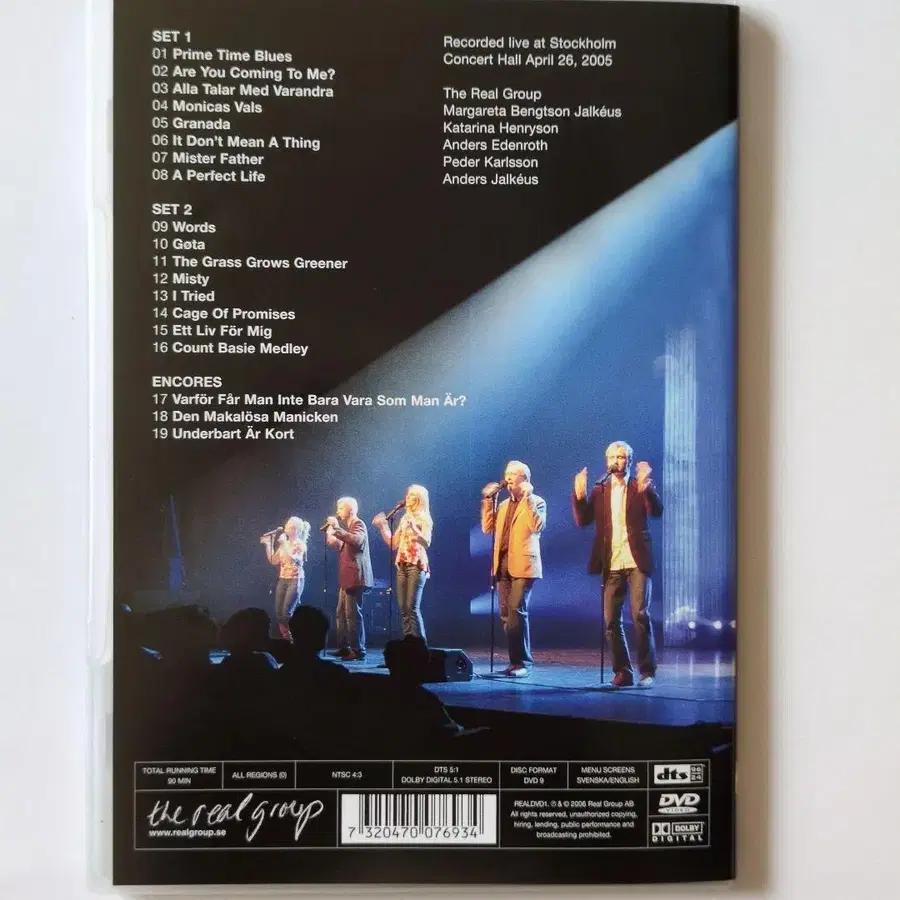 SET 1
01 Prime Time Blues
02 Are You Coming To Me?
03 Alla Talar Med Varandra
04 Monicas Vals
05 Granada
06 It Don't Mean A Thing
07 Mister Father
08 A Perfect Life
SET 2
09 Words
10 Gøta
11 The Grass Grows Greener
12 Misty
13 I Tried
14 Cage Of Promises
15 Ett Liv För Mig
16 Count Basie Medley
ENCORES
17 Varför Får Man Inte Bara Vara Som Man Är?
18 Den Makalösa Manicken
19 Underbart Är Kort
Recorded live at Stockholm
Concert Hall April 26, 2005
The Real Group
Margareta Bengtson Jalkéus
Katarina Henryson
Anders Edenroth
Peder Karlsson
Anders Jalkéus
TOTAL RUNNING TIME
90 MIN
ALL REGIONS (0)
NTSC 4:3
DTS 5:1
DOLBY DIGITAL 5.1 STEREO
DISC FORMAT
DVD 9
MENU SCREENS
SVENSKA/ENGLISH
dts 96 24
the real group
www.realgroup.se
7 320470 076934
REALDVD1. ℗ & © 2006 Real Group AB
All rights reserved, unauthorized copying,
hiring, lending, public performance and
broadcasting prohibited.
DVD
VIDEO
DOLBY
DIGITAL